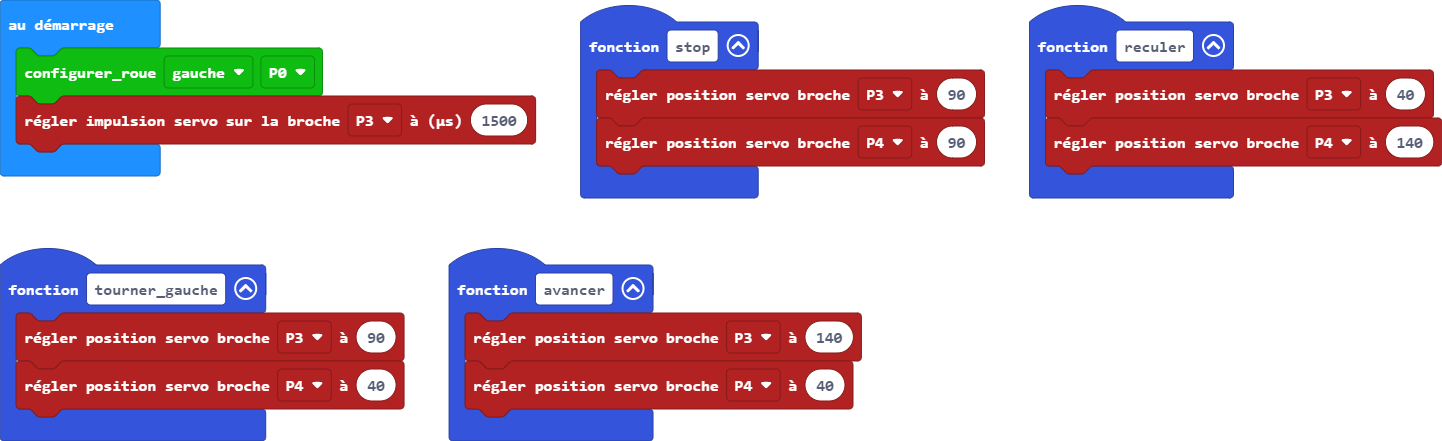 au démarrage
configurer_roue gauche P0
régler impulsion servo sur la broche P3 à (µs) 1500
fonction stop
régler position servo broche P3 à 90
régler position servo broche P4 à 90
fonction reculer
régler position servo broche P3 à 40
régler position servo broche P4 à 140
fonction tourner_gauche
régler position servo broche P3 à 90
régler position servo broche P4 à 40
fonction avancer
régler position servo broche P3 à 140
régler position servo broche P4 à 40